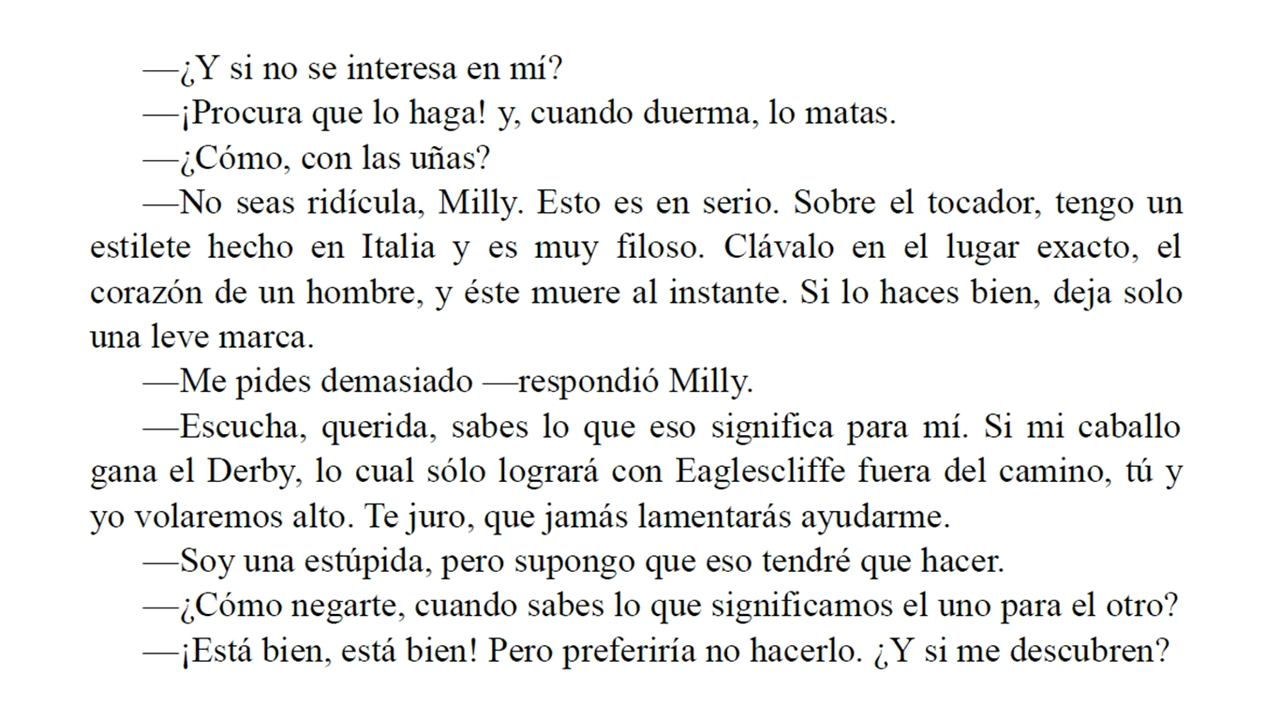 —¿Y si no se interesa en mí?
—¡Procura que lo haga! y, cuando duerma, lo matas.
—¿Cómo, con las uñas?
—No seas ridícula, Milly. Esto es en serio. Sobre el tocador, tengo un
estilete hecho en Italia y es muy filoso. Clávalo en el lugar exacto, el
corazón de un hombre, y éste muere al instante. Si lo haces bien, deja solo
una leve marca.
—Me pides demasiado —respondió Milly.
—Escucha, querida, sabes lo que eso significa para mí. Si mi caballo
gana el Derby, lo cual sólo logrará con Eaglescliffe fuera del camino, tú y
yo volaremos alto. Te juro, que jamás lamentarás ayudarme.
—Soy una estúpida, pero supongo que eso tendré que hacer.
—¿Cómo negarte, cuando sabes lo que significamos el uno para el otro?
—¡Está bien, está bien! Pero preferiría no hacerlo. ¿Y si me descubren?